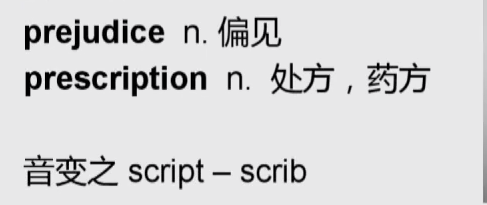 prejudice n. 偏见
prescription n. 处方，药方
音变之 script – scrib